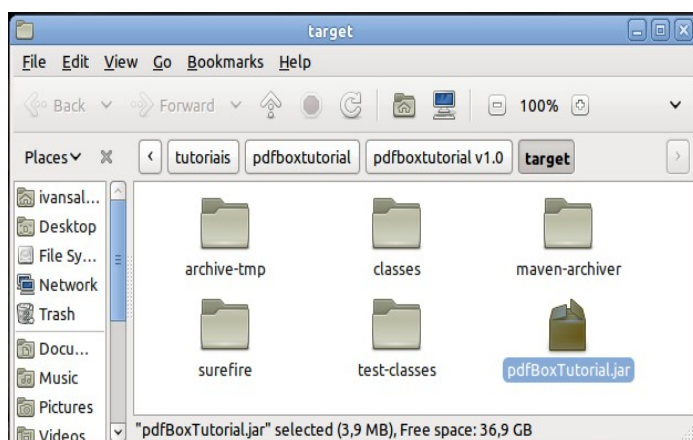 target
File Edit View Go Bookmarks Help
Back Forward 100%
Places tutoriais pdfboxtutorial pdfboxtutorial v1.0 target
ivansal...
Desktop
File Sy...
Network
Trash
Docu...
Music
Pictures
Videos
archive-tmp classes maven-archiver
surefire test-classes pdfBoxTutorial.jar
"pdfBoxTutorial.jar" selected (3,9 MB), Free space: 36,9 GB